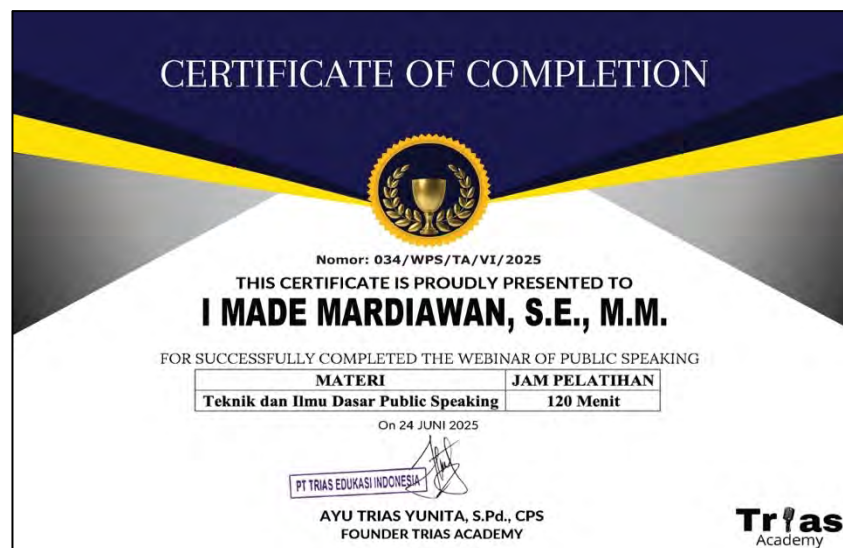 CERTIFICATE OF COMPLETION
Nomor: 034/WPS/TA/VI/2025
THIS CERTIFICATE IS PROUDLY PRESENTED TO
I MADE MARDIAWAN, S.E., M.M.
FOR SUCCESSFULLY COMPLETED THE WEBINAR OF PUBLIC SPEAKING
MATERI JAM PELATIHAN
Teknik dan Ilmu Dasar Public Speaking 120 Menit
On 24 JUNI 2025
PT TRIAS EDUKASI INDONESIA
AYU TRIAS YUNITA, S.Pd., CPS
FOUNDER TRIAS ACADEMY
Trias
Academy